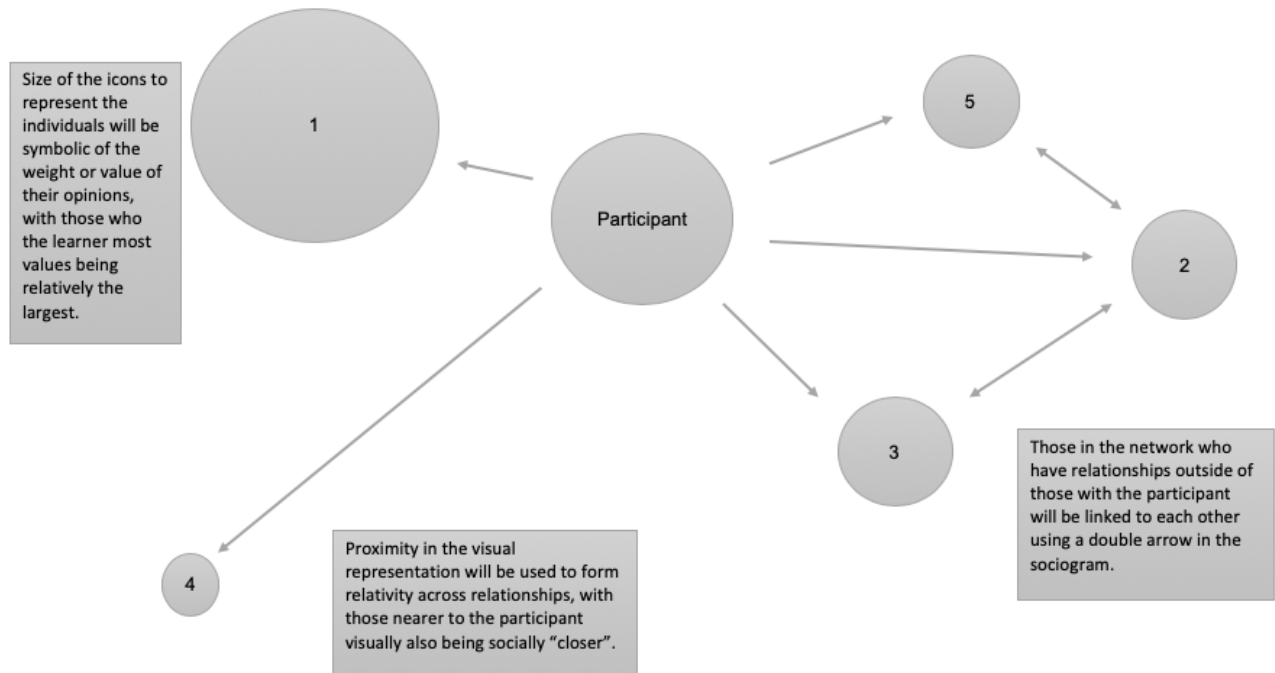 Size of the icons to
represent the
individuals will be
symbolic of the
weight or value of
their opinions,
with those who
the learner most
values being
relatively the
largest.
1
Participant
5
2
3
4
Those in the network who
have relationships outside of
those with the participant
will be linked to each other
using a double arrow in the
sociogram.
Proximity in the visual
representation will be used to form
relativity across relationships, with
those nearer to the participant
visually also being socially “closer”.